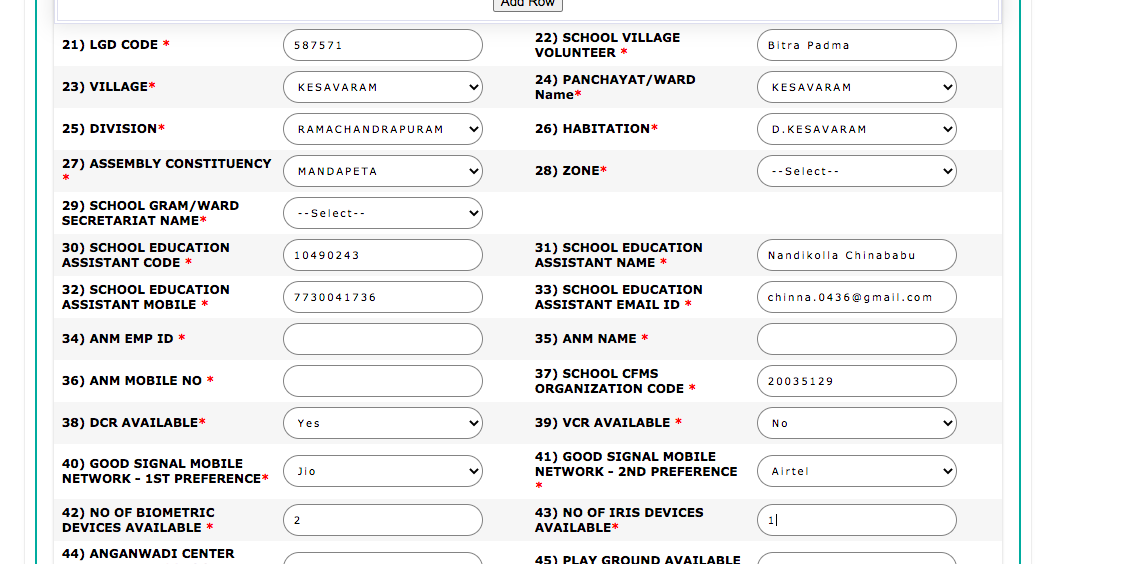 Add Row
21) LGD CODE *
587571
22) SCHOOL VILLAGE
VOLUNTEER *
Bitra Padma
23) VILLAGE*
KESAVARAM
24) PANCHAYAT/WARD
Name*
KESAVARAM
25) DIVISION*
RAMACHANDRAPURAM
26) HABITATION*
D.KESAVARAM
27) ASSEMBLY CONSTITUENCY
*
MANDAPETA
28) ZONE*
--Select--
29) SCHOOL GRAM/WARD
SECRETARIAT NAME*
--Select--
30) SCHOOL EDUCATION
ASSISTANT CODE *
10490243
31) SCHOOL EDUCATION
ASSISTANT NAME *
Nandikolla Chinababu
32) SCHOOL EDUCATION
ASSISTANT MOBILE *
7730041736
33) SCHOOL EDUCATION
ASSISTANT EMAIL ID *
chinna.0436@gmail.com
34) ANM EMP ID *
35) ANM NAME *
36) ANM MOBILE NO *
37) SCHOOL CFMS
ORGANIZATION CODE *
20035129
38) DCR AVAILABLE*
Yes
39) VCR AVAILABLE *
No
40) GOOD SIGNAL MOBILE
NETWORK - 1ST PREFERENCE*
Jio
41) GOOD SIGNAL MOBILE
NETWORK - 2ND PREFERENCE
*
Airtel
42) NO OF BIOMETRIC
DEVICES AVAILABLE *
2
43) NO OF IRIS DEVICES
AVAILABLE*
1
44) ANGANWADI CENTER
45) PLAY GROUND AVAILABLE